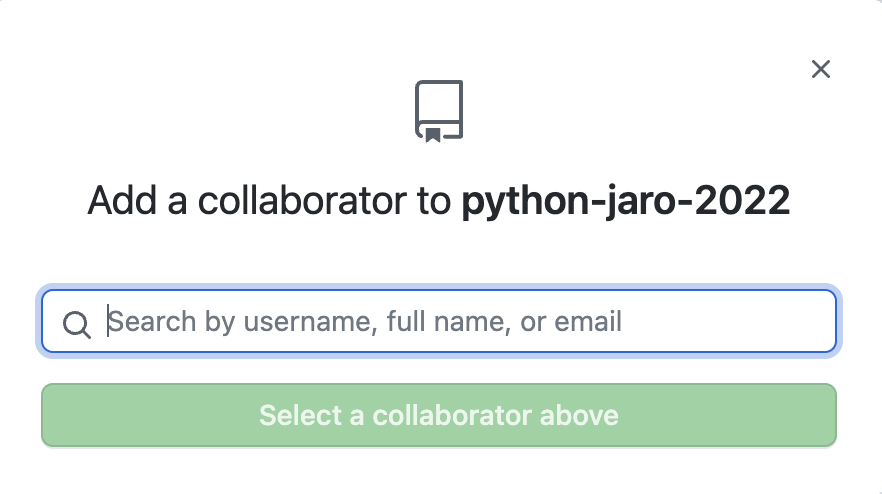 Add a collaborator to python-jaro-2022
Search by username, full name, or email
Select a collaborator above